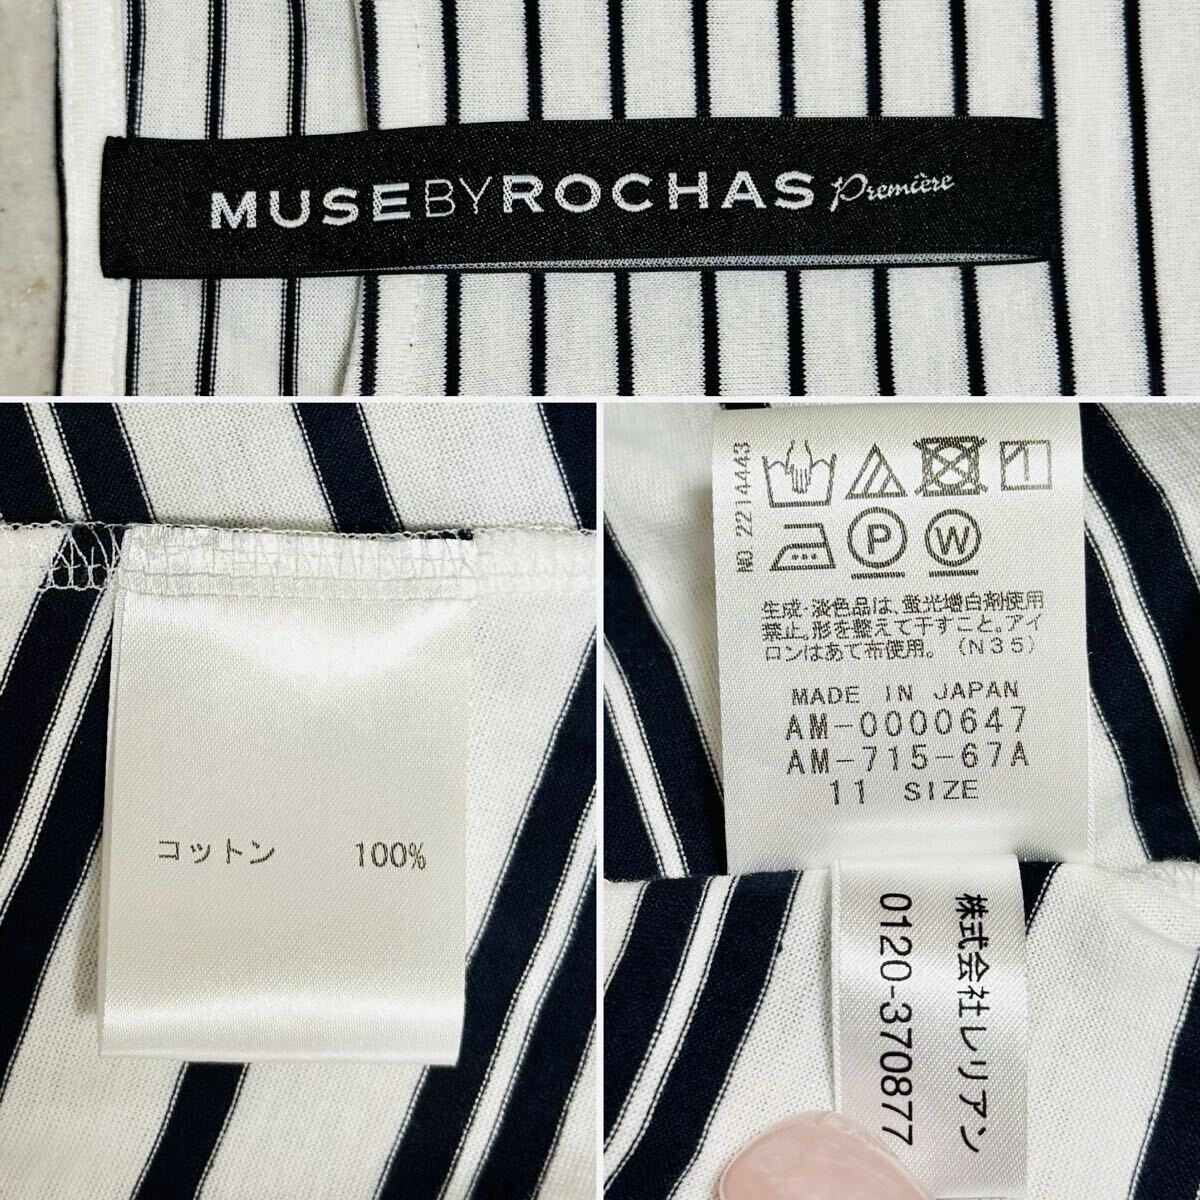 MUSE BY ROCHAS Première
コットン 100%
NO 2214443
P W
生成・淡色品は、蛍光増白剤使用
禁止。形を整えて干すこと。アイ
ロンはあて布使用。(N35)
MADE IN JAPAN
AM-0000647
AM-715-67A
11 SIZE
株式会社レリアン
0120-370877